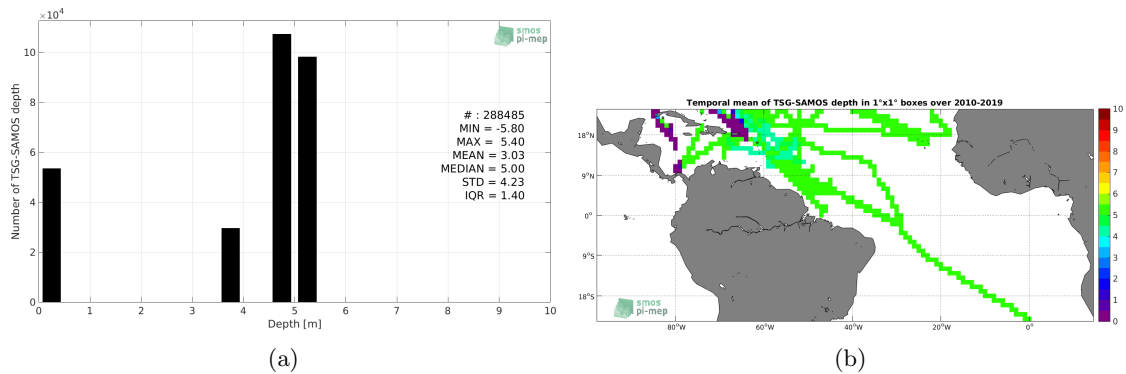 ×10⁴
smos
pi-mep
10
8
6
4
2
0
Number of TSG-SAMOS depth
# : 288485
MIN = -5.80
MAX = 5.40
MEAN = 3.03
MEDIAN = 5.00
STD = 4.23
IQR = 1.40
0 1 2 3 4 5 6 7 8 9 10
Depth [m]
(a)
Temporal mean of TSG-SAMOS depth in 1°x1° boxes over 2010-2019
18°N
9°N
0°
9°S
18°S
smos
pi-mep
80°W 60°W 40°W 20°W 0°
10
9
8
7
6
5
4
3
2
1
0
(b)